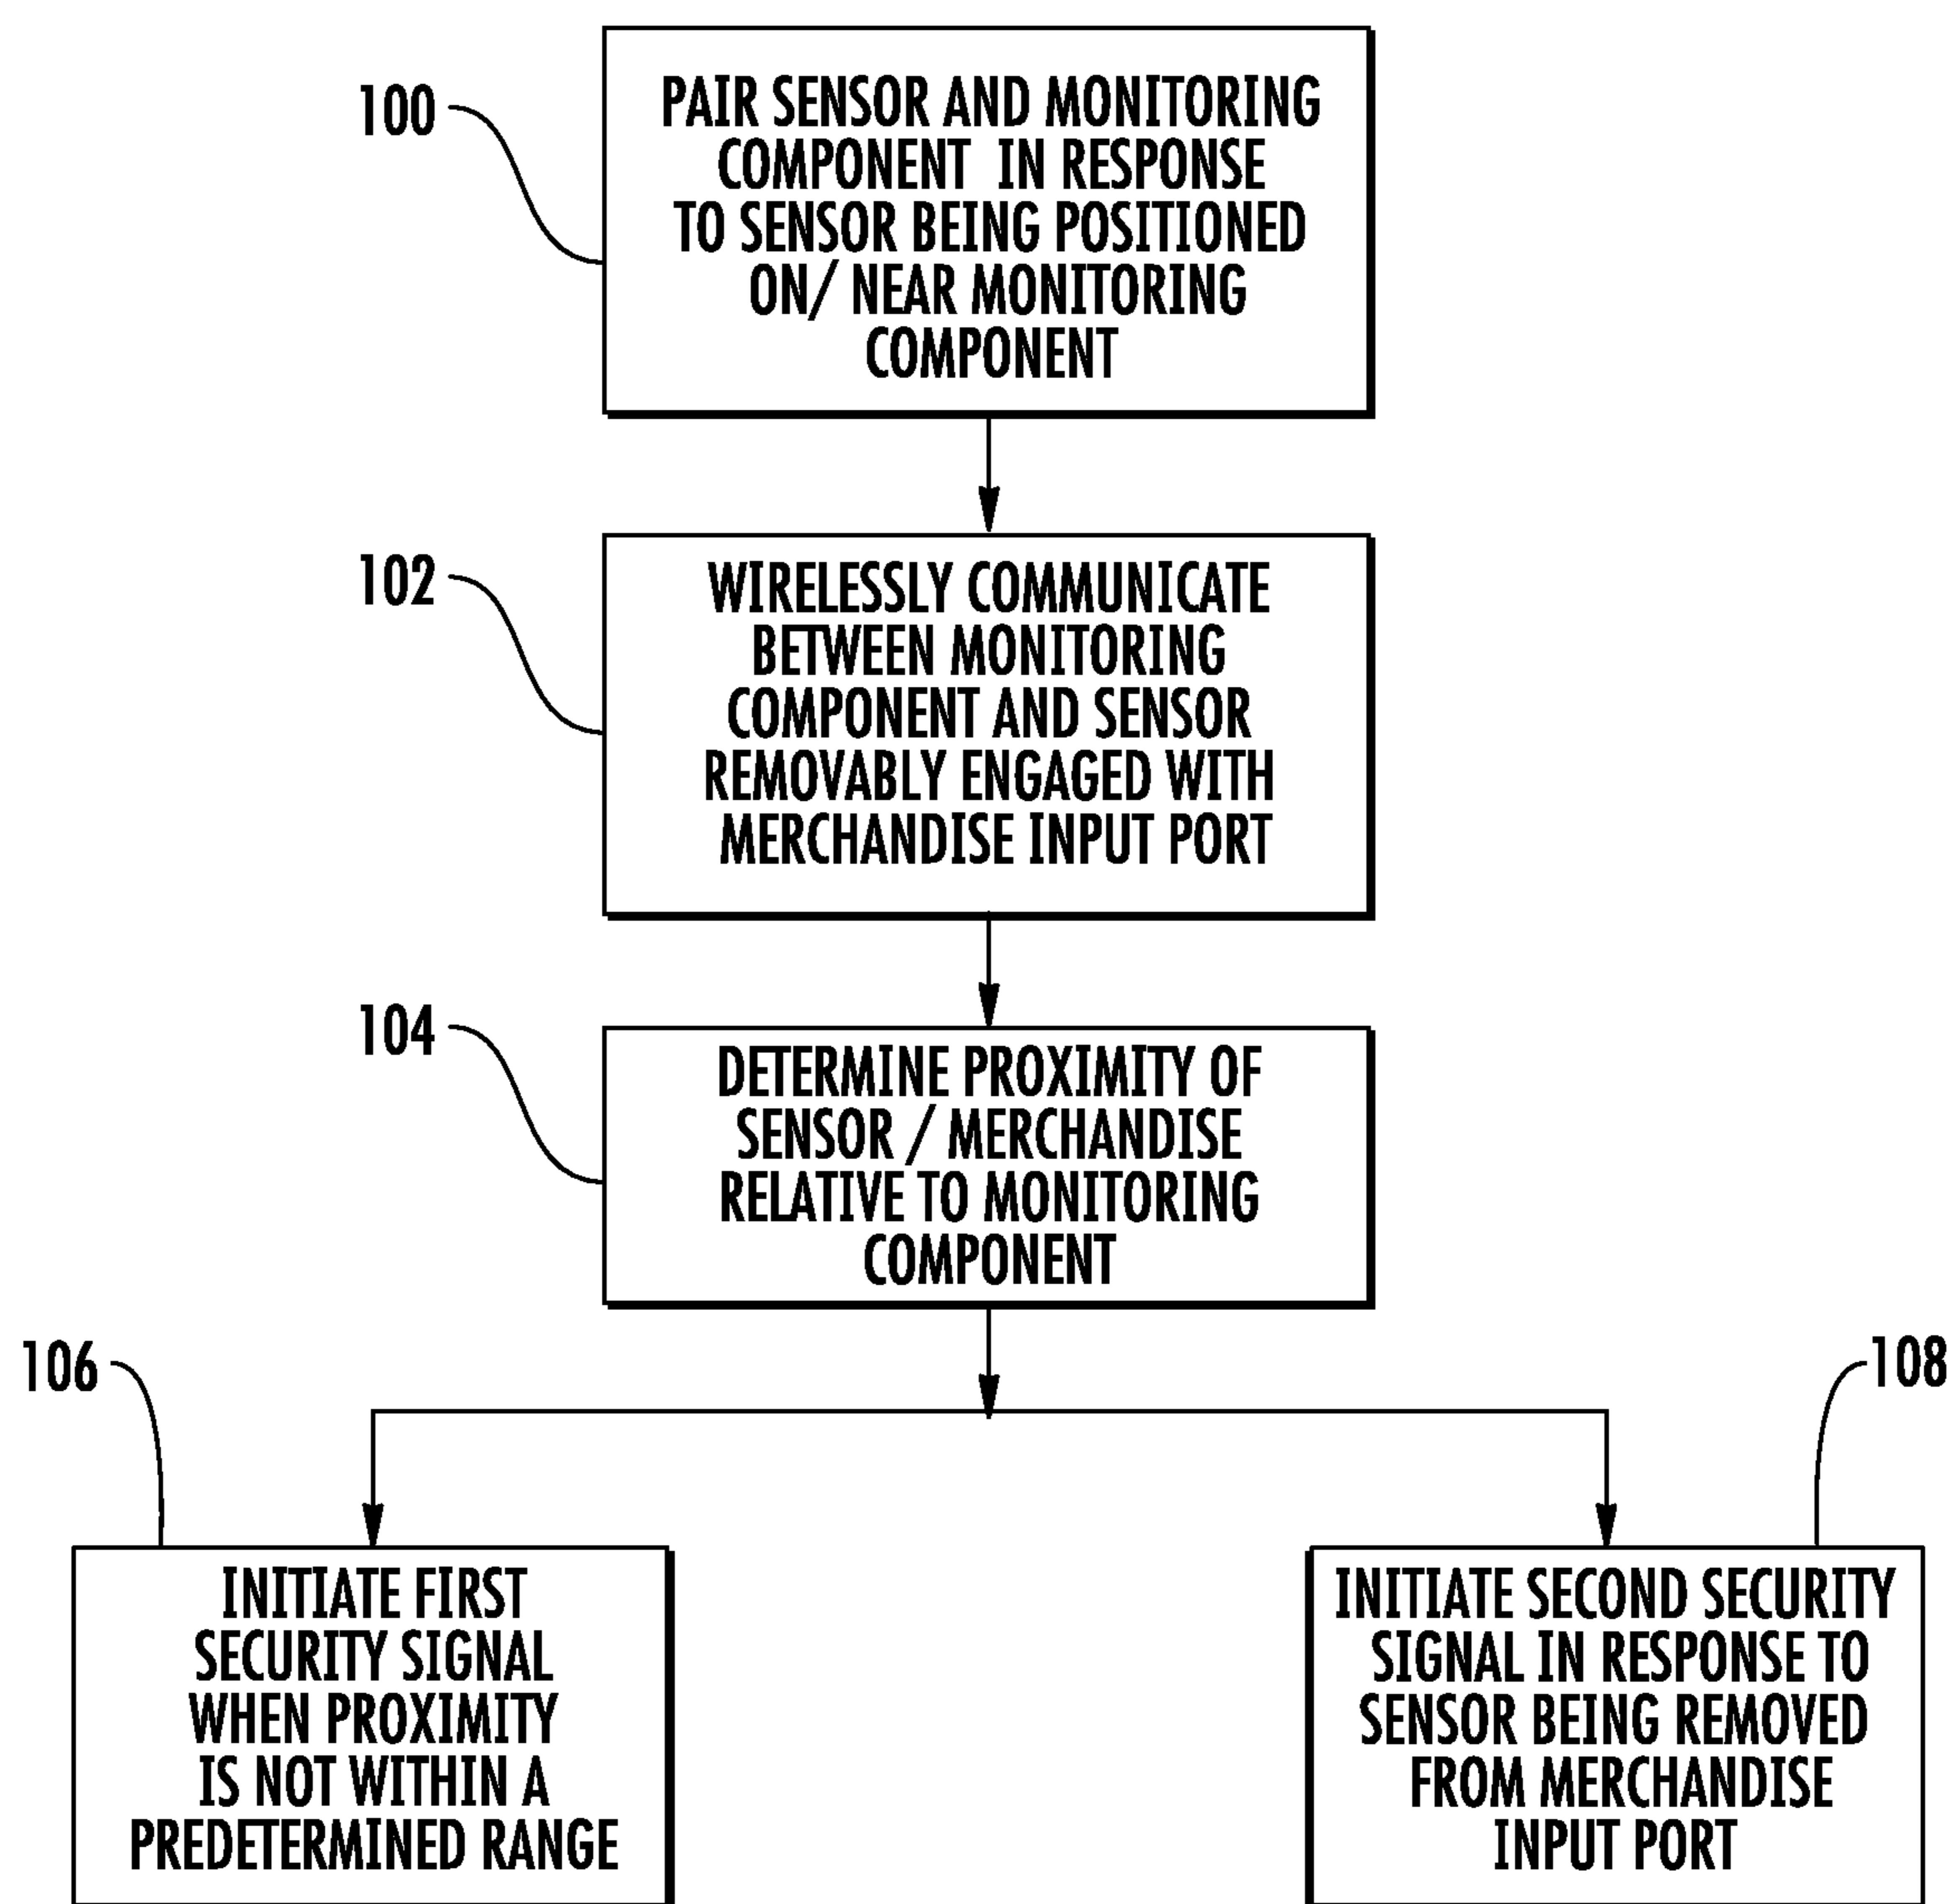 100
PAIR SENSOR AND MONITORING
COMPONENT IN RESPONSE
TO SENSOR BEING POSITIONED
ON/ NEAR MONITORING
COMPONENT
102
WIRELESSLY COMMUNICATE
BETWEEN MONITORING
COMPONENT AND SENSOR
REMOVABLY ENGAGED WITH
MERCHANDISE INPUT PORT
104
DETERMINE PROXIMITY OF
SENSOR / MERCHANDISE
RELATIVE TO MONITORING
COMPONENT
106
INITIATE FIRST
SECURITY SIGNAL
WHEN PROXIMITY
IS NOT WITHIN A
PREDETERMINED RANGE
108
INITIATE SECOND SECURITY
SIGNAL IN RESPONSE TO
SENSOR BEING REMOVED
FROM MERCHANDISE
INPUT PORT